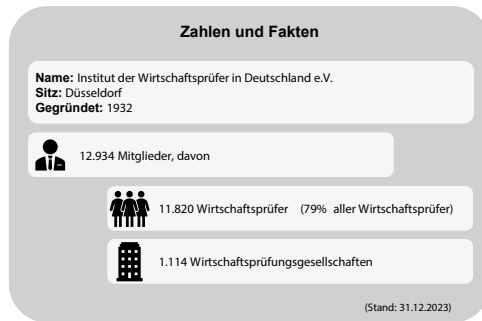 Zahlen und Fakten
Name: Institut der Wirtschaftsprüfer in Deutschland e.V.
Sitz: Düsseldorf
Gegründet: 1932
12.934 Mitglieder, davon
11.820 Wirtschaftsprüfer (79% aller Wirtschaftsprüfer)
1.114 Wirtschaftsprüfungsgesellschaften
(Stand: 31.12.2023)